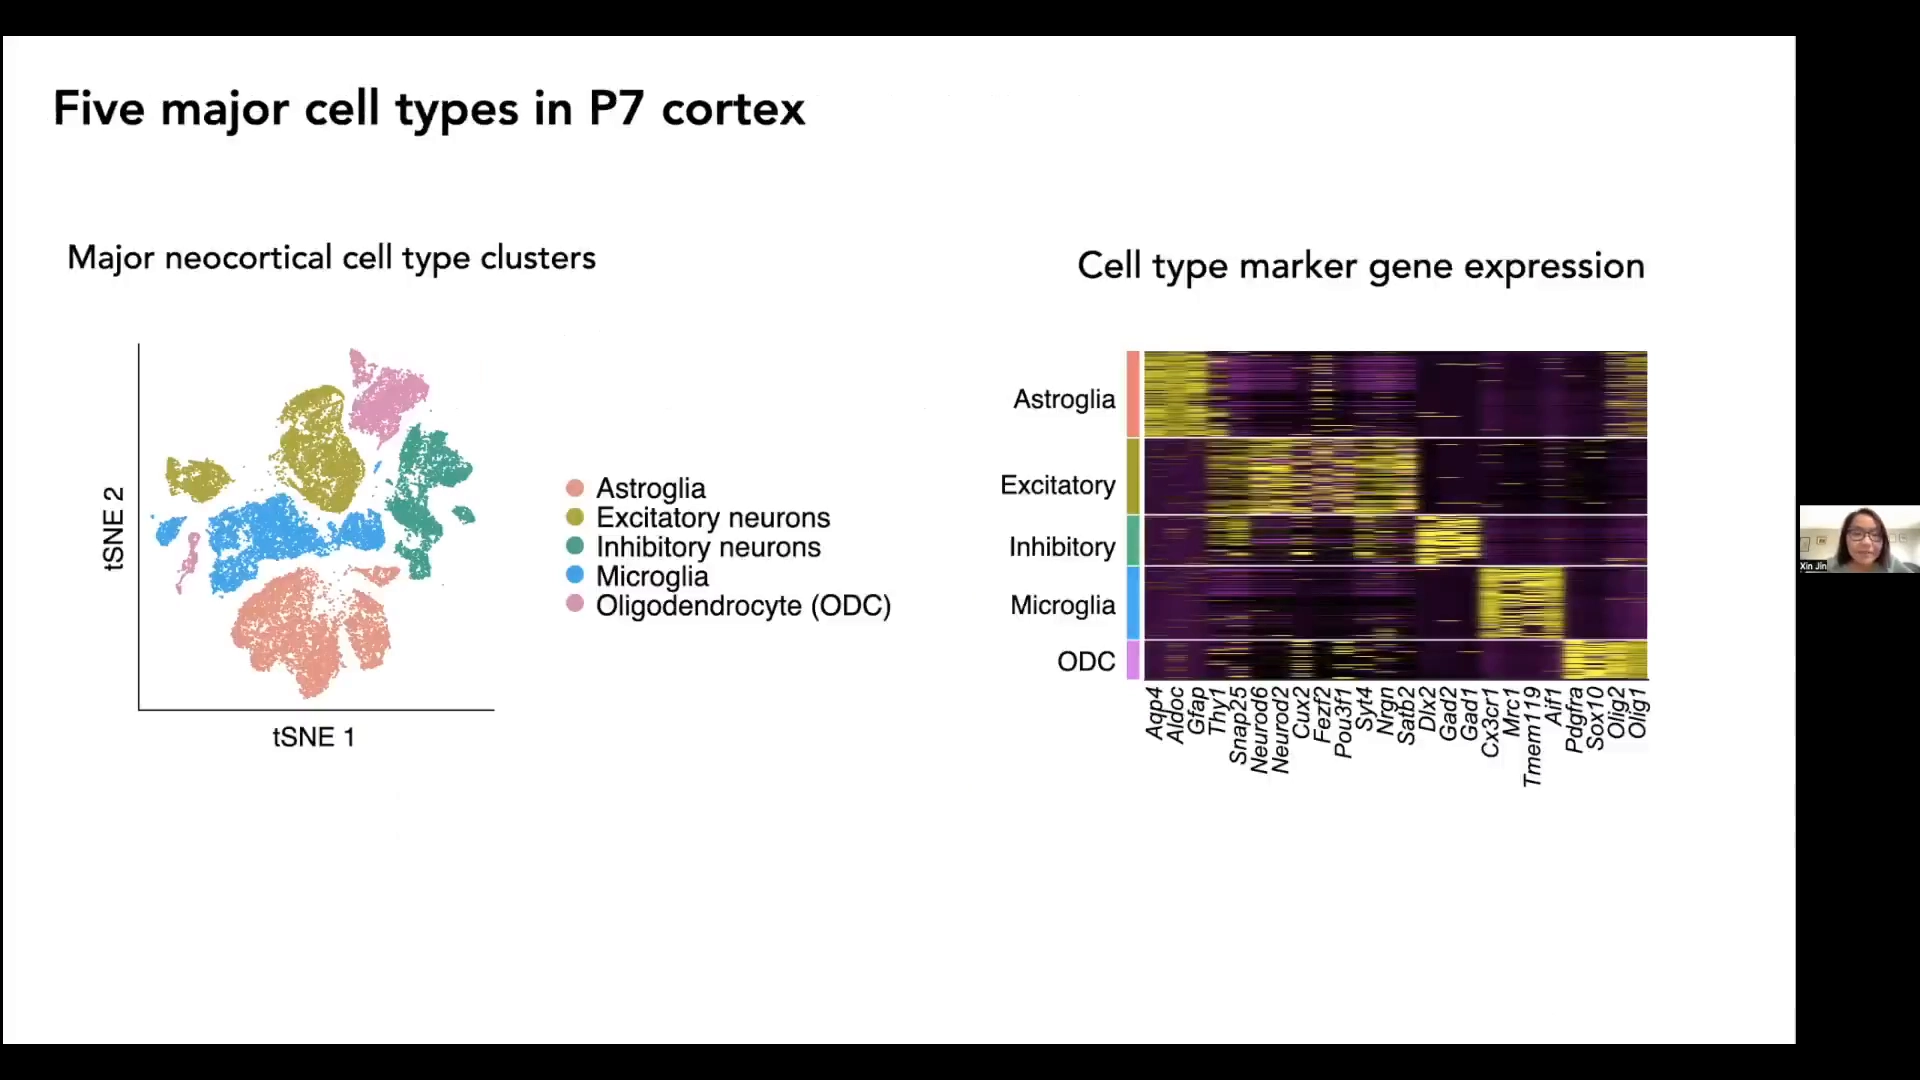 Five major cell types in P7 cortex
Major neocortical cell type clusters
tSNE 2
tSNE 1
Astroglia
Excitatory neurons
Inhibitory neurons
Microglia
Oligodendrocyte (ODC)
Cell type marker gene expression
Astroglia
Excitatory
Inhibitory
Microglia
ODC
Aqp4
Aldoc
Gfap
Thy1
Snap25
Neurod6
Neurod2
Cux2
Fezf2
Pou3f1
Syt4
Nrgn
Satb2
Dlx2
Gad2
Gad1
Cx3cr1
Mrc1
Tmem119
Aif1
Pdgfra
Sox10
Olig2
Olig1
Xin Jin